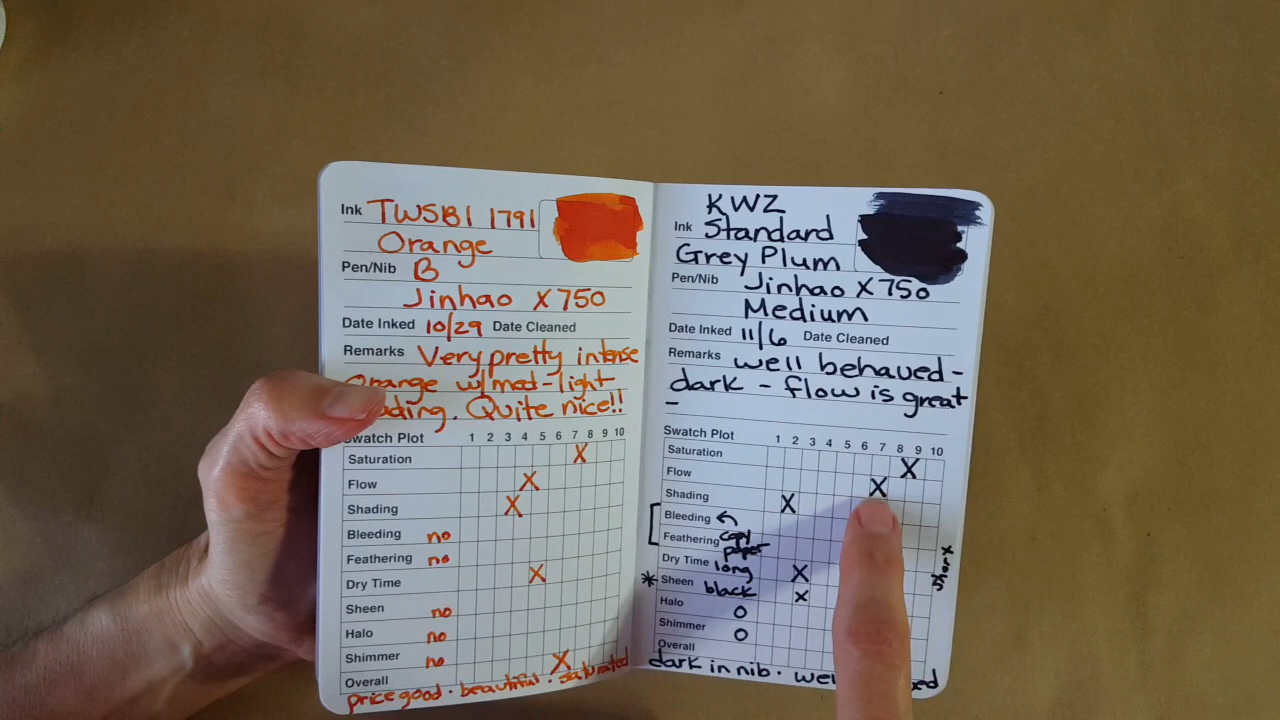 Ink TWSBI 1791
Orange
Pen/Nib B
Jinhao X750
Date Inked 10/29 Date Cleaned
Remarks Very pretty intense
Orange w/med-light
ading. Quite nice!!
Swatch Plot 1 2 3 4 5 6 7 8 9 10
Saturation X
Flow X
Shading X
Bleeding no
Feathering no
Dry Time X
Sheen no
Halo no
Shimmer no
Overall X
price good · beautiful · saturated
KWZ
Ink Standard
Grey Plum
Pen/Nib Jinhao X750
Medium
Date Inked 11/6 Date Cleaned
Remarks well behaved -
dark - flow is great
-
Swatch Plot 1 2 3 4 5 6 7 8 9 10
Saturation X
Flow X
Shading X
Bleeding ←
Feathering copy
paper
Dry Time long X
* Sheen black X
Halo O
Shimmer O
Overall
dark in nib ·
short